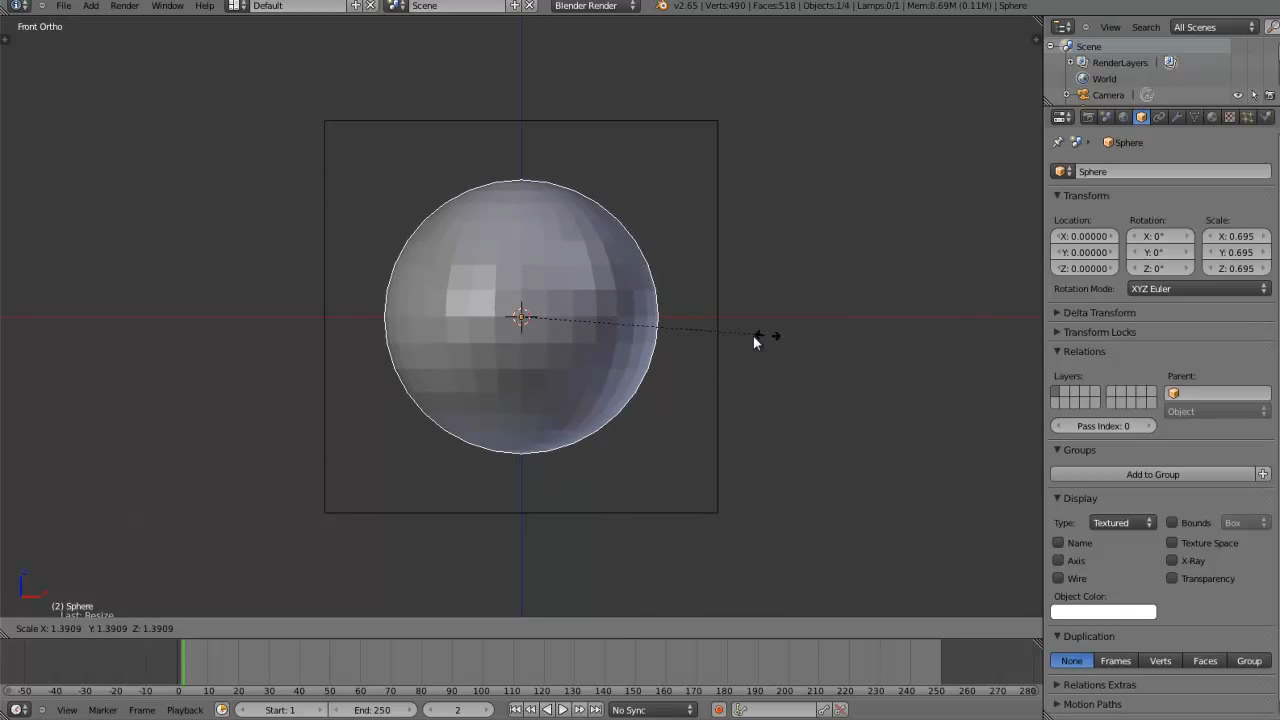 File Add Render Window Help Default Scene Blender Render v2.65 | Verts:490 | Faces:518 | Objects:1/4 | Lamps:0/1 | Mem:8.69M (0.11M) | Sphere
Front Ortho
View Search All Scenes
Scene
RenderLayers
World
Camera
Sphere
Sphere
Transform
Location: Rotation: Scale:
X: 0.00000 X: 0° X: 0.695
Y: 0.00000 Y: 0° Y: 0.695
Z: 0.00000 Z: 0° Z: 0.695
Rotation Mode: XYZ Euler
Delta Transform
Transform Locks
Relations
Layers: Parent:
Object
Pass Index: 0
Groups
Add to Group
Display
Type: Textured Bounds Box
Name Texture Space
Axis X-Ray
Wire Transparency
Object Color:
Duplication
None Frames Verts Faces Group
Relations Extras
Motion Paths
(2) Sphere
Last: Resize
Scale X: 1.3909 Y: 1.3909 Z: 1.3909
-50 -40 -30 -20 -10 0 10 20 30 40 50 60 70 80 90 100 110 120 130 140 150 160 170 180 190 200 210 220 230 240 250 260 270 280
View Marker Frame Playback Start: 1 End: 250 2 No Sync